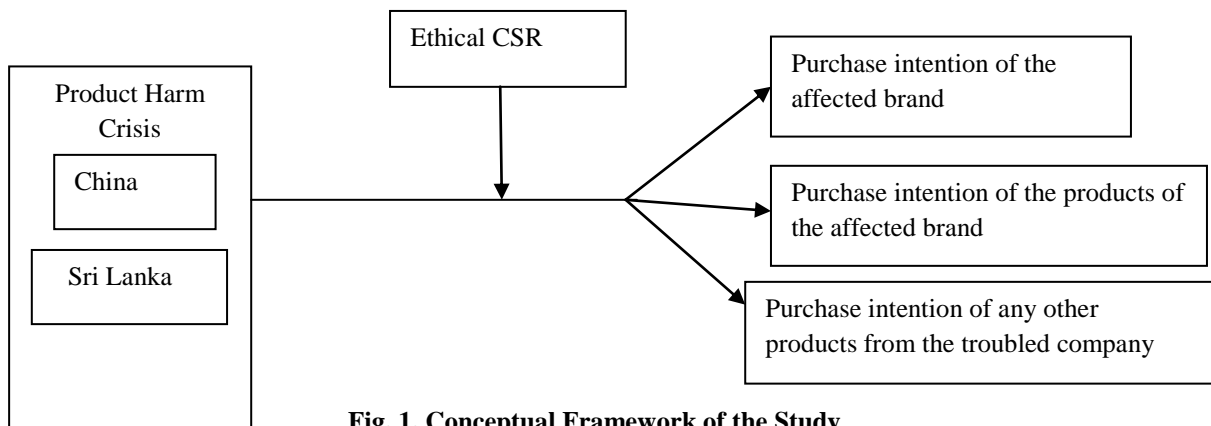 Ethical CSR
Product Harm
Crisis
China
Sri Lanka
Purchase intention of the
affected brand
Purchase intention of the products of
the affected brand
Purchase intention of any other
products from the troubled company
Fig. 1. Conceptual Framework of the Study